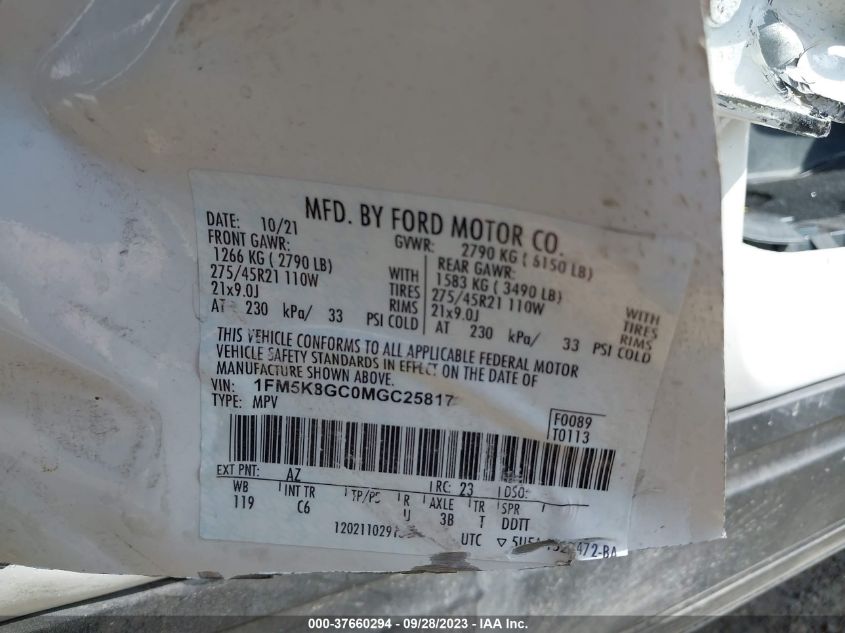 MFD. BY FORD MOTOR CO.
DATE: 10/21 GVWR: 2790 KG ( 6150 LB)
FRONT GAWR: REAR GAWR:
1266 KG ( 2790 LB) WITH 1583 KG ( 3490 LB) WITH
275/45R21 110W TIRES 275/45R21 110W TIRES
21x9.0J RIMS 21x9.0J RIMS
AT 230 kPa/ 33 PSI COLD AT 230 kPa/ 33 PSI COLD
THIS VEHICLE CONFORMS TO ALL APPLICABLE FEDERAL MOTOR
VEHICLE SAFETY STANDARDS IN EFFECT ON THE DATE OF
MANUFACTURE SHOWN ABOVE.
VIN: 1FM5K8GC0MGC25817
TYPE: MPV
F0089
T0113
EXT PNT: AZ RC: 23 DSO:
WB INT TR TP/PS R AXLE TR SPR
119 C6 U 3B T DDTT
UTC
000-37660294 - 09/28/2023 - IAA Inc.